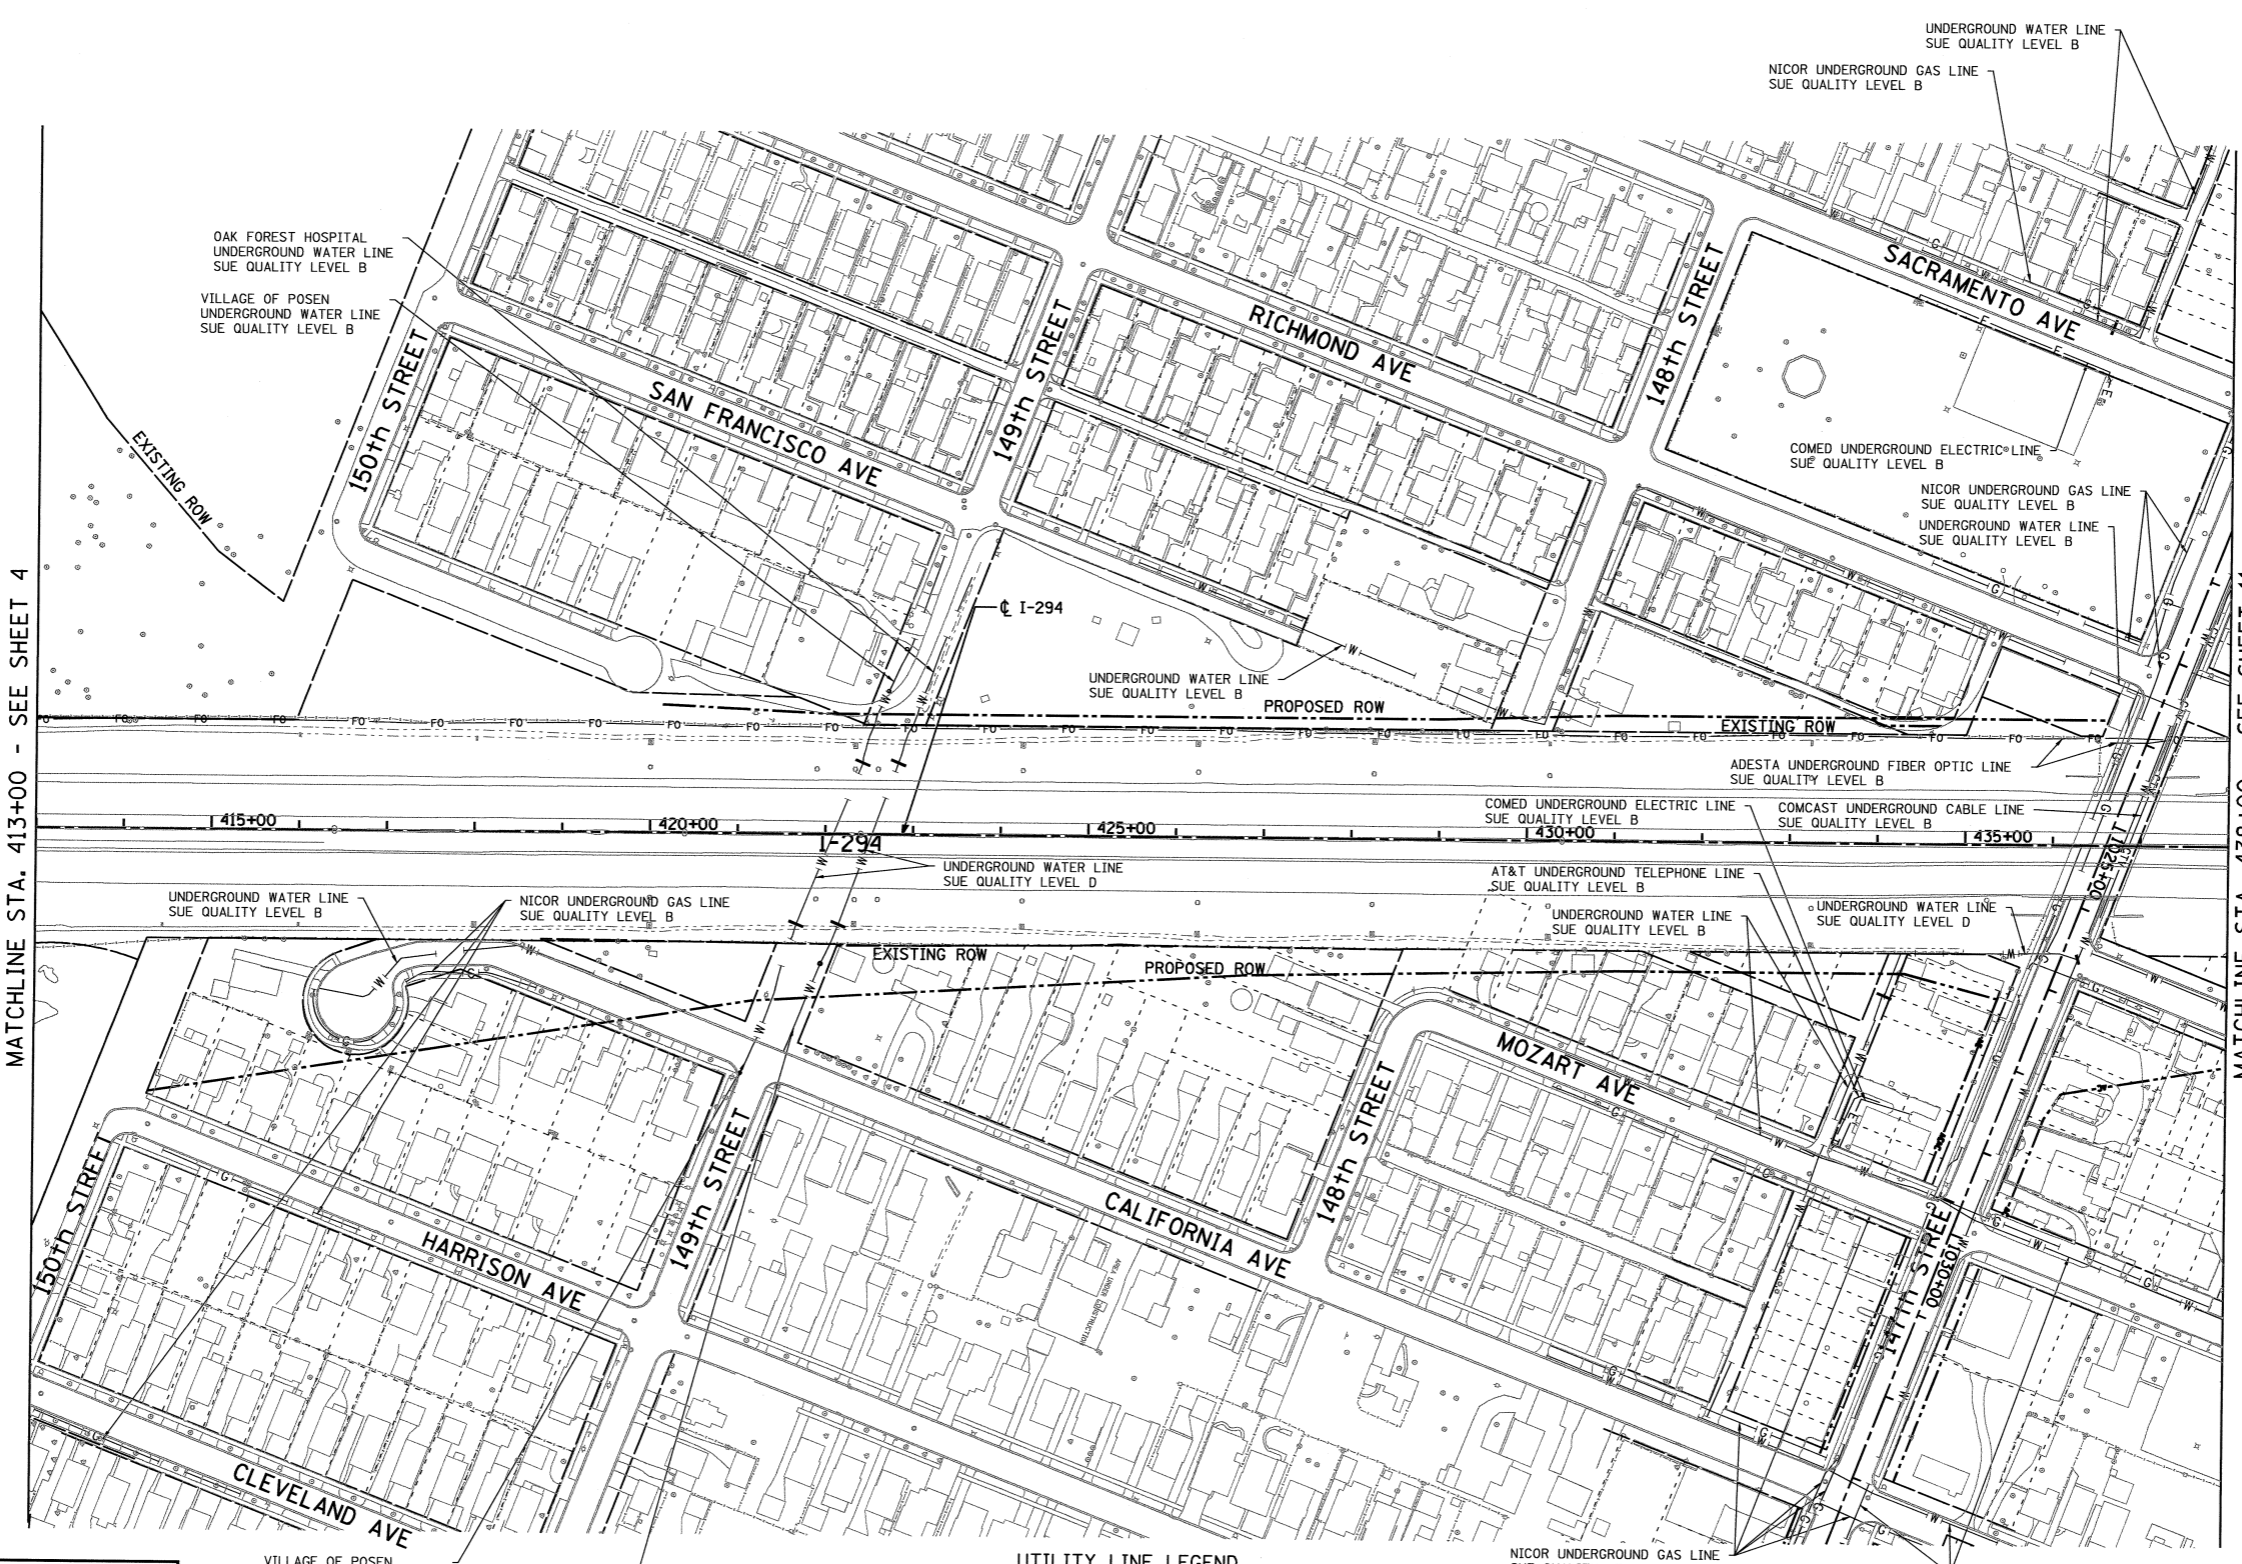 UNDERGROUND WATER LINE
SUE QUALITY LEVEL B
NICOR UNDERGROUND GAS LINE
SUE QUALITY LEVEL B
OAK FOREST HOSPITAL
UNDERGROUND WATER LINE
SUE QUALITY LEVEL B
VILLAGE OF POSEN
UNDERGROUND WATER LINE
SUE QUALITY LEVEL B
SACRAMENTO AVE
RICHMOND AVE
148th STREET
149th STREET
150th STREET
SAN FRANCISCO AVE
EXISTING ROW
COMED UNDERGROUND ELECTRIC LINE
SUE QUALITY LEVEL B
NICOR UNDERGROUND GAS LINE
SUE QUALITY LEVEL B
UNDERGROUND WATER LINE
SUE QUALITY LEVEL B
MATCHLINE STA. 413+00 - SEE SHEET 4
℄ I-294
UNDERGROUND WATER LINE
SUE QUALITY LEVEL B
PROPOSED ROW
EXISTING ROW
ADESTA UNDERGROUND FIBER OPTIC LINE
SUE QUALITY LEVEL B
COMED UNDERGROUND ELECTRIC LINE
SUE QUALITY LEVEL B
COMCAST UNDERGROUND CABLE LINE
SUE QUALITY LEVEL B
415+00
420+00
425+00
430+00
435+00
I-294
1025+00
UNDERGROUND WATER LINE
SUE QUALITY LEVEL D
AT&T UNDERGROUND TELEPHONE LINE
SUE QUALITY LEVEL B
UNDERGROUND WATER LINE
SUE QUALITY LEVEL B
NICOR UNDERGROUND GAS LINE
SUE QUALITY LEVEL B
UNDERGROUND WATER LINE
SUE QUALITY LEVEL B
UNDERGROUND WATER LINE
SUE QUALITY LEVEL D
EXISTING ROW
PROPOSED ROW
MOZART AVE
148th STREET
149th STREET
150th STREET
CALIFORNIA AVE
HARRISON AVE
AREA UNDER CONSTRUCTION
147th STREET
1030+00
CLEVELAND AVE
VILLAGE OF POSEN
UTILITY LINE LEGEND
NICOR UNDERGROUND GAS LINE